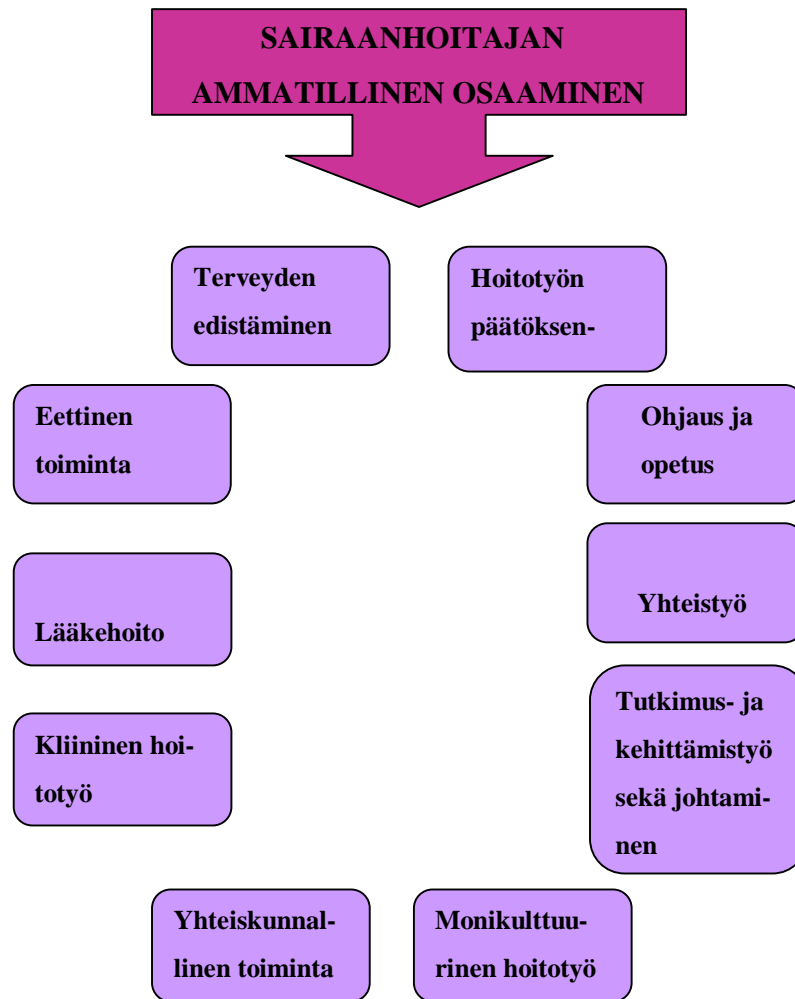 SAIRAANHOITAJAN
AMMATILLINEN OSAAMINEN
Terveyden
edistäminen
Hoitotyön
päätöksen-
Eettinen
toiminta
Ohjaus ja
opetus
Lääkehoito
Yhteistyö
Kliininen hoi-
totyö
Tutkimus- ja
kehittämistyö
sekä johtami-
nen
Yhteiskunnal-
linen toiminta
Monikulttuu-
rinen hoitotyö